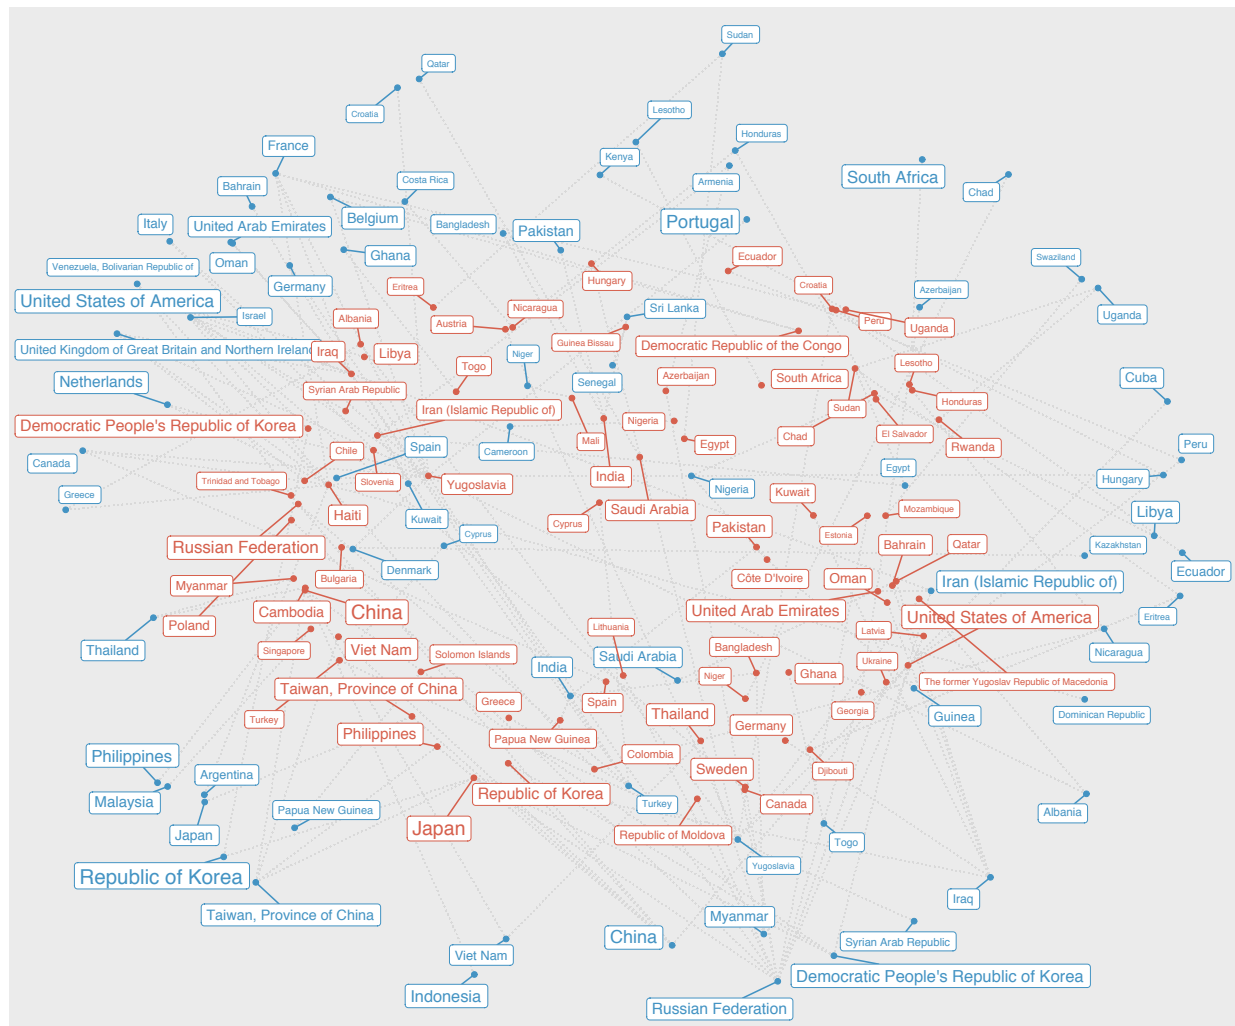 Sudan
Qatar
Croatia
Lesotho
Honduras
France
Kenya
South Africa
Costa Rica
Armenia
Bahrain
Chad
Belgium
Portugal
Italy
United Arab Emirates
Bangladesh
Pakistan
Ghana
Ecuador
Swaziland
Oman
Venezuela, Bolivarian Republic of
Germany
Hungary
Croatia
Azerbaijan
Eritrea
United States of America
Nicaragua
Sri Lanka
Uganda
Israel
Albania
Austria
Peru
Uganda
Guinea Bissau
Democratic Republic of the Congo
United Kingdom of Great Britain and Northern Ireland
Iraq
Libya
Niger
Togo
Lesotho
Netherlands
Syrian Arab Republic
Senegal
Azerbaijan
South Africa
Cuba
Iran (Islamic Republic of)
Sudan
Honduras
Democratic People's Republic of Korea
Nigeria
Mali
Chad
El Salvador
Peru
Spain
Egypt
Rwanda
Chile
Cameroon
Canada
Egypt
India
Hungary
Trinidad and Tobago
Slovenia
Yugoslavia
Nigeria
Kuwait
Greece
Saudi Arabia
Mozambique
Libya
Haiti
Kuwait
Cyprus
Pakistan
Cyprus
Estonia
Russian Federation
Bahrain
Qatar
Kazakhstan
Denmark
Ecuador
Bulgaria
Côte D'Ivoire
Oman
Iran (Islamic Republic of)
Myanmar
Cambodia
China
United Arab Emirates
United States of America
Eritrea
Poland
Lithuania
Latvia
Thailand
Singapore
Viet Nam
Solomon Islands
Bangladesh
Nicaragua
India
Saudi Arabia
Ukraine
Taiwan, Province of China
Niger
Ghana
The former Yugoslav Republic of Macedonia
Greece
Spain
Georgia
Turkey
Thailand
Guinea
Dominican Republic
Philippines
Papua New Guinea
Germany
Philippines
Colombia
Sweden
Djibouti
Argentina
Malaysia
Republic of Korea
Turkey
Canada
Papua New Guinea
Albania
Japan
Japan
Republic of Moldova
Togo
Republic of Korea
Yugoslavia
Iraq
Taiwan, Province of China
Myanmar
China
Syrian Arab Republic
Viet Nam
Democratic People's Republic of Korea
Indonesia
Russian Federation